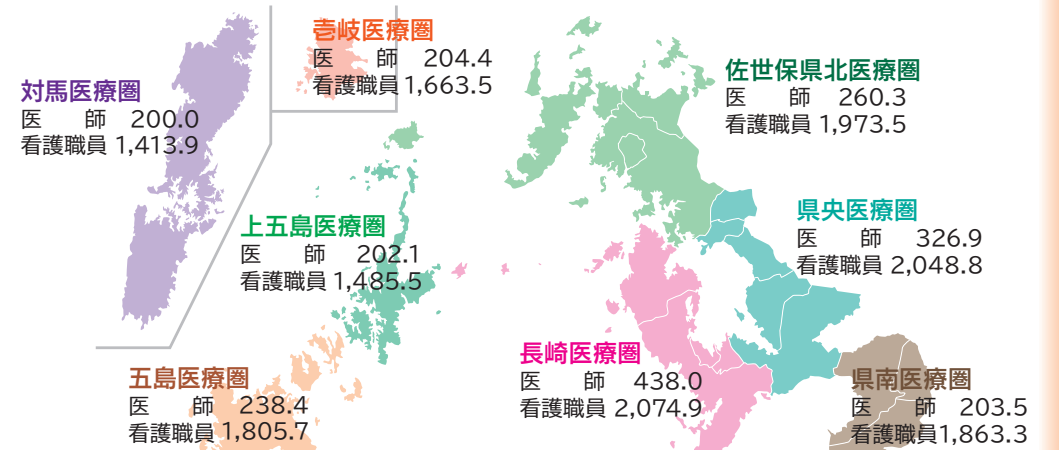 壱岐医療圏
医　師　204.4
看護職員 1,663.5
対馬医療圏
医　師　200.0
看護職員 1,413.9
佐世保県北医療圏
医　師　260.3
看護職員 1,973.5
上五島医療圏
医　師　202.1
看護職員 1,485.5
県央医療圏
医　師　326.9
看護職員 2,048.8
五島医療圏
医　師　238.4
看護職員 1,805.7
長崎医療圏
医　師　438.0
看護職員 2,074.9
県南医療圏
医　師　203.5
看護職員1,863.3